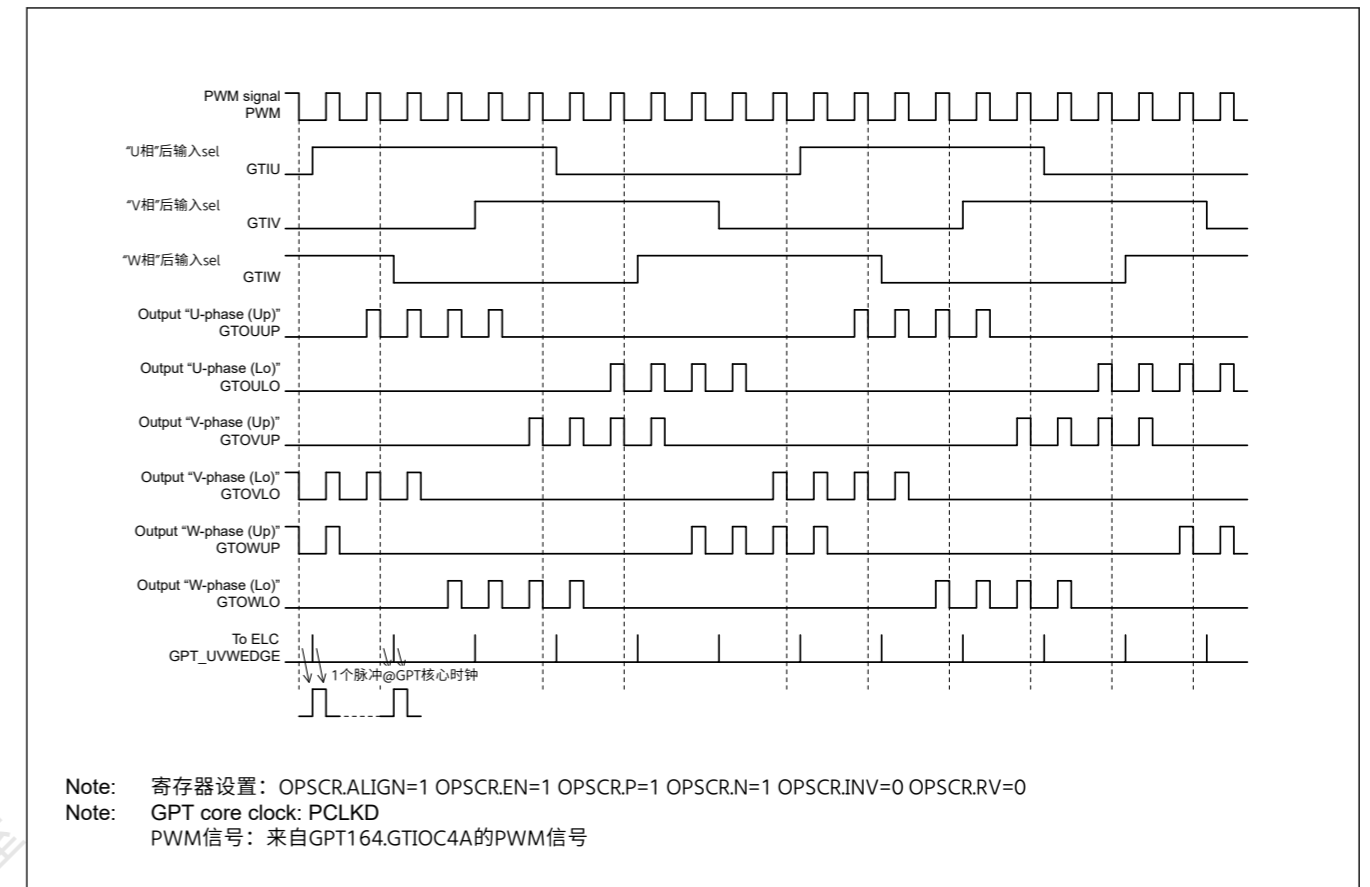 PWM signal
PWM
“U相”后输入sel
GTIU
“V相”后输入sel
GTIV
“W相”后输入sel
GTIW
Output “U-phase (Up)”
GTOUUP
Output “U-phase (Lo)”
GTOULO
Output “V-phase (Up)”
GTOVUP
Output “V-phase (Lo)”
GTOVLO
Output “W-phase (Up)”
GTOWUP
Output “W-phase (Lo)”
GTOWLO
To ELC
GPT_UVWEDGE
1个脉冲@GPT核心时钟
Note: 寄存器设置：OPSCR.ALIGN=1 OPSCR.EN=1 OPSCR.P=1 OPSCR.N=1 OPSCR.INV=0 OPSCR.RV=0
Note: GPT core clock: PCLKD
PWM信号：来自GPT164.GTIOC4A的PWM信号